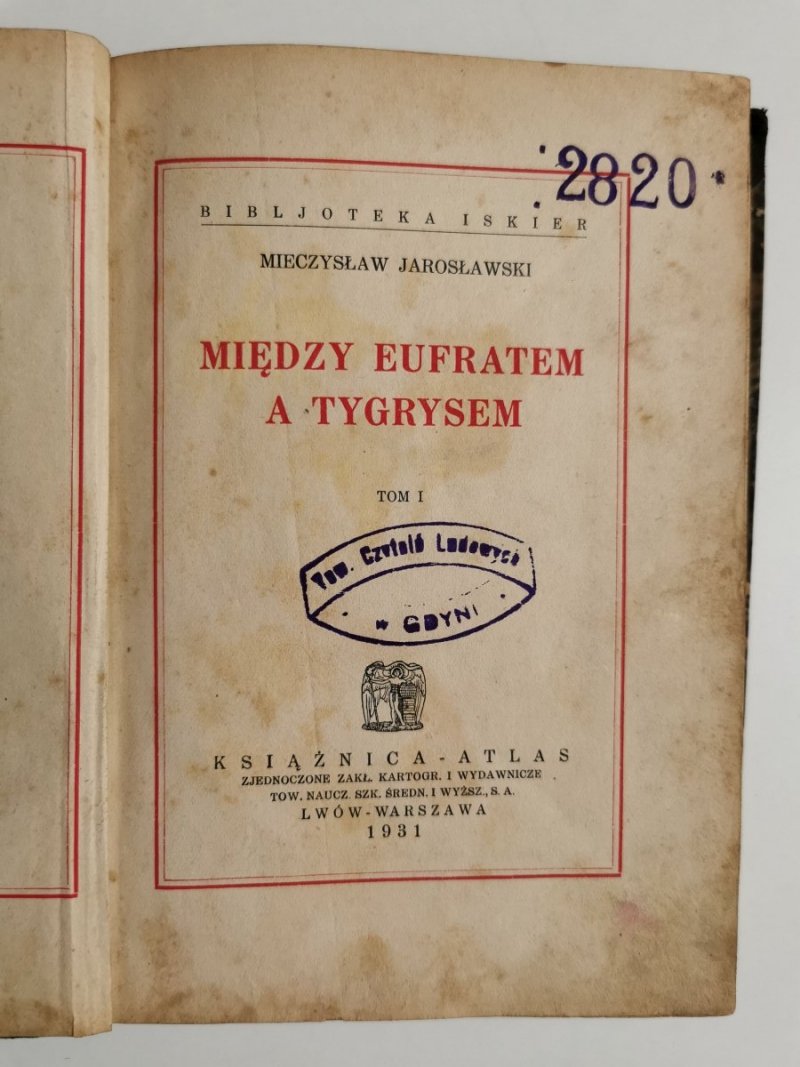 2820
BIBLJOTEKA ISKIER
MIECZYSŁAW JAROSŁAWSKI
MIĘDZY EUFRATEM
A TYGRYSEM
TOM I
Tow. Czytelń Ludowych
w GDYNI
KSIĄŻNICA-ATLAS
ZJEDNOCZONE ZAKŁ. KARTOGR. I WYDAWNICZE
TOW. NAUCZ. SZK. ŚREDN. I WYŻSZ., S. A.
LWÓW-WARSZAWA
1931